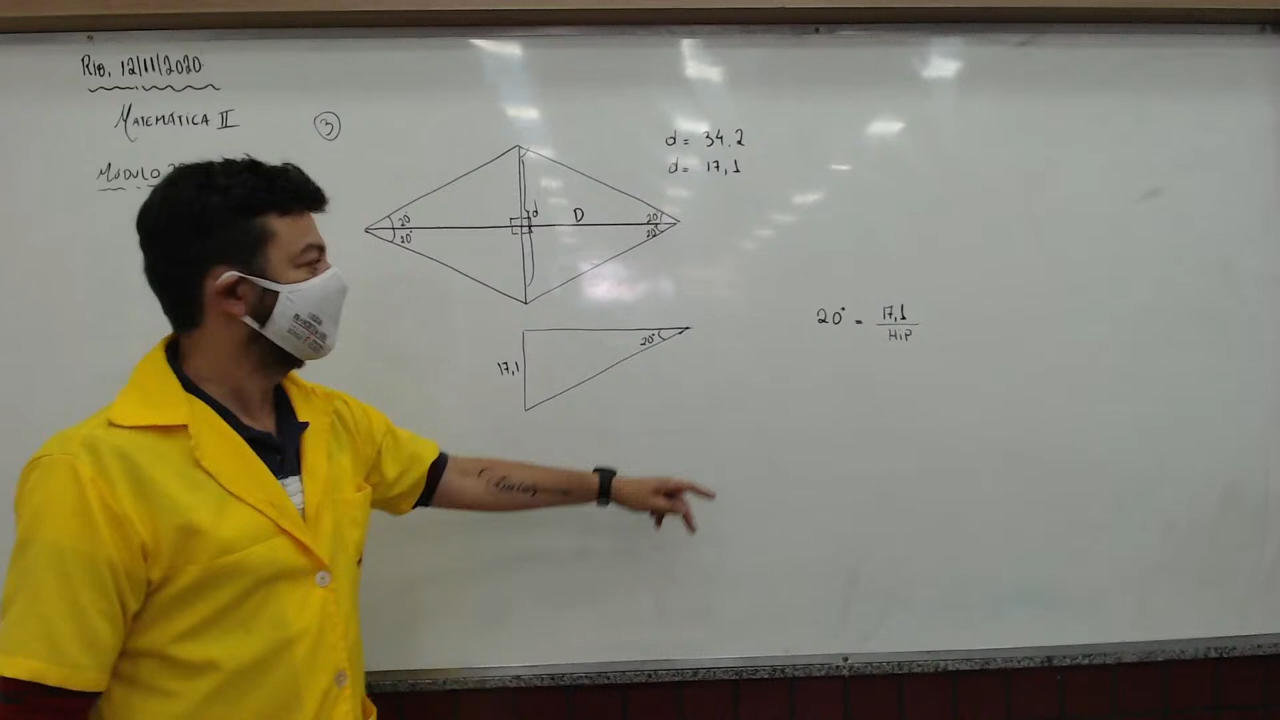 Rib, 12/11/2020
MATEMÁTICA II
MÓDULO
3
d = 34,2
d = 17,1
20°
20°
d
D
20°
20°
20° = 17,1
HIP
17,1
20°